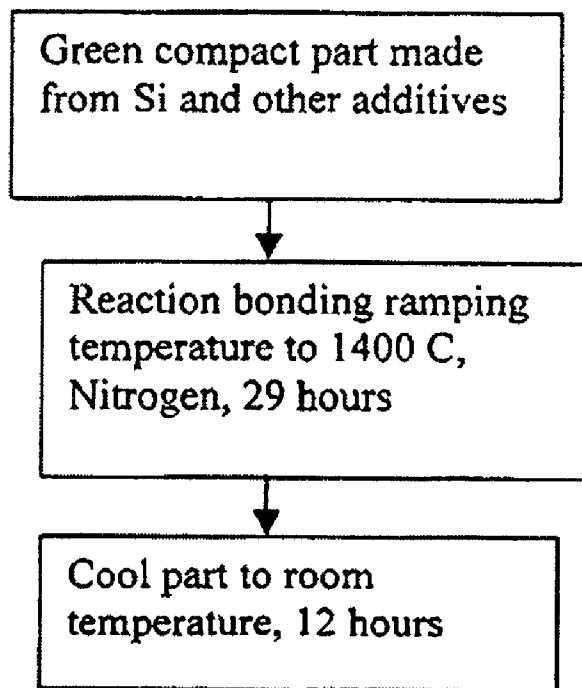 Green compact part made
from Si and other additives
Reaction bonding ramping
temperature to 1400 C,
Nitrogen, 29 hours
Cool part to room
temperature, 12 hours